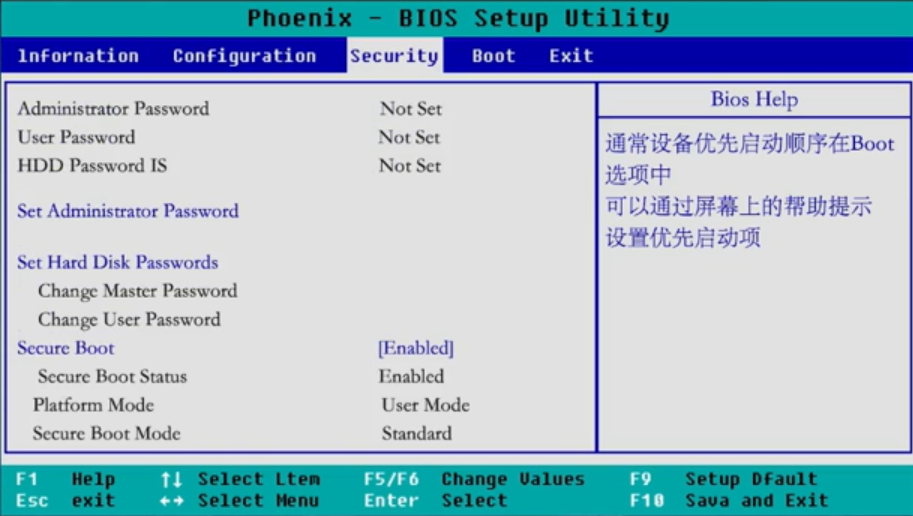 Phoenix - BIOS Setup Utility
lnfornation Configuration Security Boot Exit
Administrator Password Not Set
User Password Not Set
HDD Password IS Not Set
Set Administrator Password
Set Hard Disk Passwords
Change Master Password
Change User Password
Secure Boot [Enabled]
Secure Boot Status Enabled
Platform Mode User Mode
Secure Boot Mode Standard
Bios Help
通常设备优先启动顺序在Boot
选项中
可以通过屏幕上的帮助提示
设置优先启动项
F1 Help ↑↓ Select Ltem F5/F6 Change Values F9 Setup Dfault
Esc exit ←→ Select Menu Enter Select F10 Sava and Exit